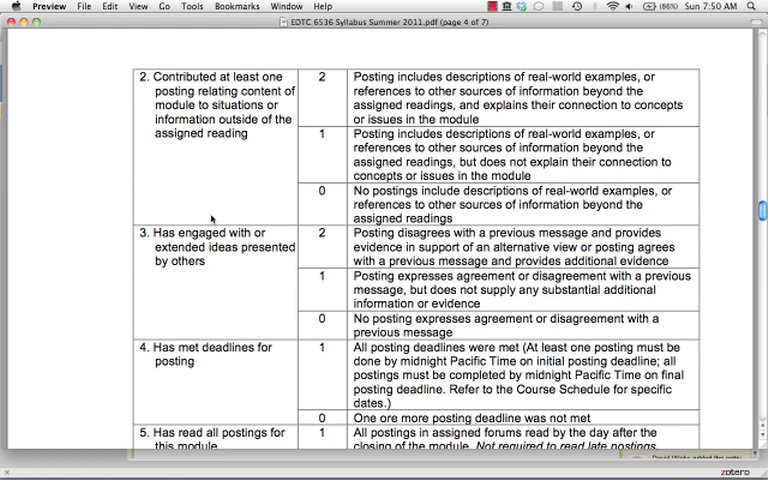 Preview File Edit View Go Tools Bookmarks Window Help (86%) Sun 7:50 AM
EDTC 6536 Syllabus Summer 2011.pdf (page 4 of 7)
2. Contributed at least one posting relating content of module to situations or information outside of the assigned reading
2
Posting includes descriptions of real-world examples, or
references to other sources of information beyond the
assigned readings, and explains their connection to concepts
or issues in the module
1
Posting includes descriptions of real-world examples, or
references to other sources of information beyond the
assigned readings, but does not explain their connection to
concepts or issues in the module
0
No postings include descriptions of real-world examples, or
references to other sources of information beyond the
assigned readings
3. Has engaged with or
extended ideas presented
by others
2
Posting disagrees with a previous message and provides
evidence in support of an alternative view or posting agrees
with a previous message and provides additional evidence
1
Posting expresses agreement or disagreement with a previous
message, but does not supply any substantial additional
information or evidence
0
No posting expresses agreement or disagreement with a
previous message
4. Has met deadlines for
posting
1
All posting deadlines were met (At least one posting must be
done by midnight Pacific Time on initial posting deadline; all
postings must be completed by midnight Pacific Time on final
posting deadline. Refer to the Course Schedule for specific
dates.)
0
One ore more posting deadline was not met
5. Has read all postings for
this module
1
All postings in assigned forums read by the day after the
closing of the module. Not required to read late postings.
zotero